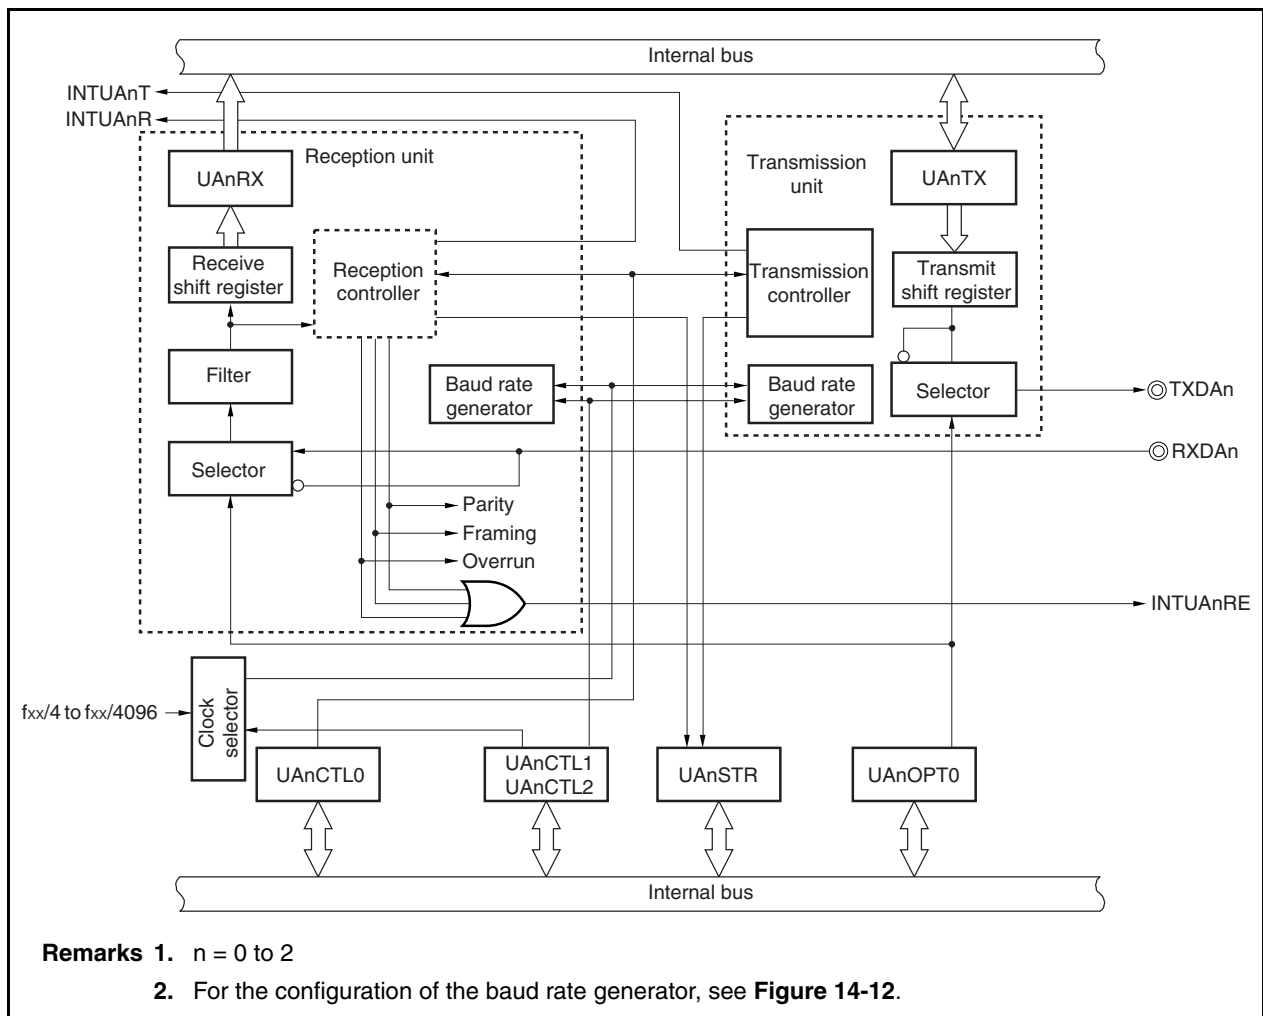 Internal bus
INTUAnT
INTUAnR
Reception unit
UAnRX
Transmission
unit
UAnTX
Receive
shift register
Reception
controller
Transmission
controller
Transmit
shift register
Filter
Baud rate
generator
Baud rate
generator
Selector
TXDAn
Selector
RXDAn
Parity
Framing
Overrun
INTUAnRE
fxx/4 to fxx/4096
Clock
selector
UAnCTL0
UAnCTL1
UAnCTL2
UAnSTR
UAnOPT0
Internal bus
Remarks 1. n = 0 to 2
2. For the configuration of the baud rate generator, see Figure 14-12.